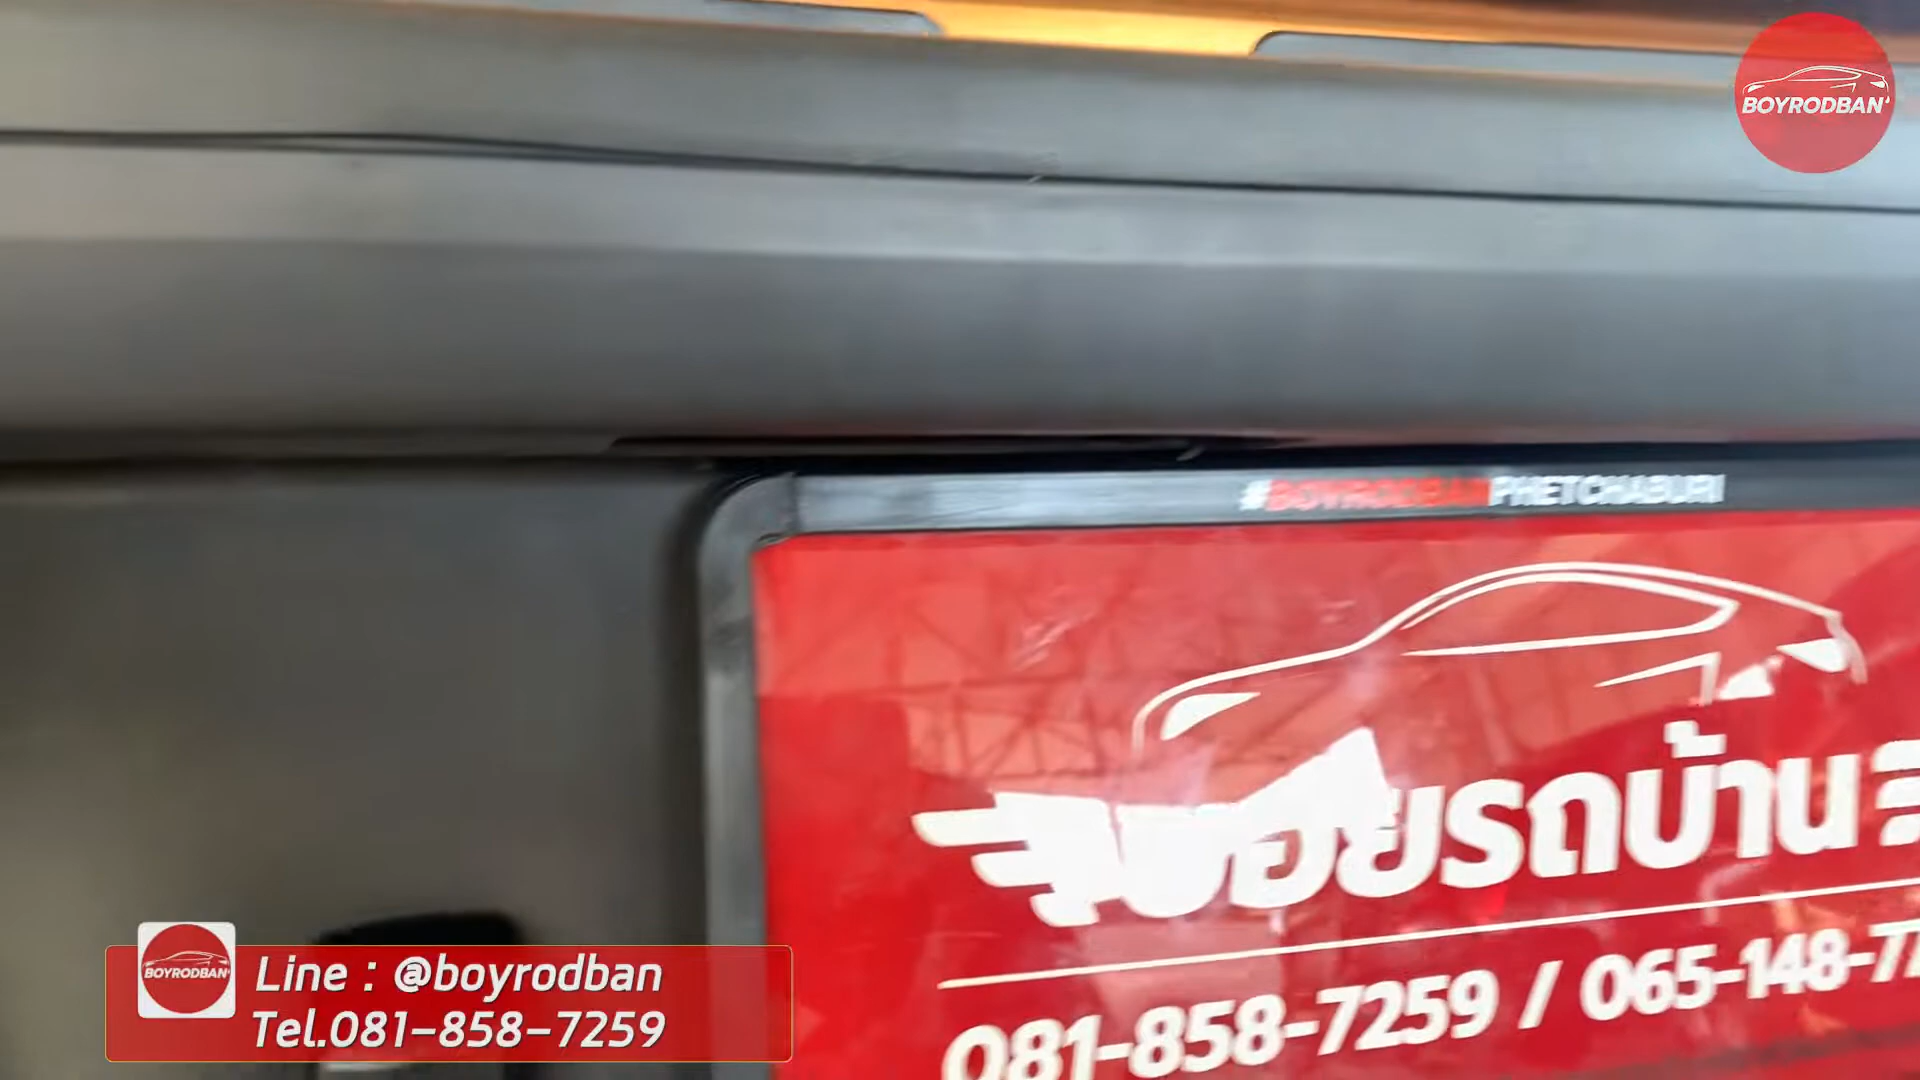 BOYRODBAN
#BOYRODBANPHETCHABURI
บอยรถบ้าน
081-858-7259 / 065-148-7
BOYRODBAN
Line : @boyrodban
Tel.081-858-7259